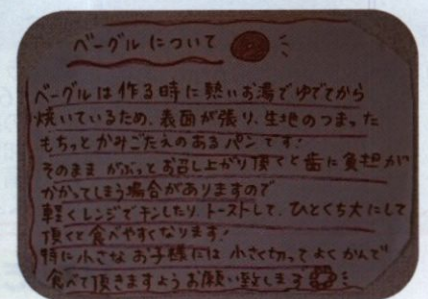 ベーグルについて
ベーグルは作る時に熱いお湯でゆでてから
焼いているため、表面が張り、生地のつまった
もちっとかみごたえのあるパンです!
そのままがぶっとお召し上がり頂くと歯に負担が
かかってしまう場合がありますので
軽くレンジでチンしたり、トーストして、ひとくち大にして
頂くと食べやすくなります!
特に小さなお子様には小さく切ってよくかんで
食べて頂きますようお願い致します